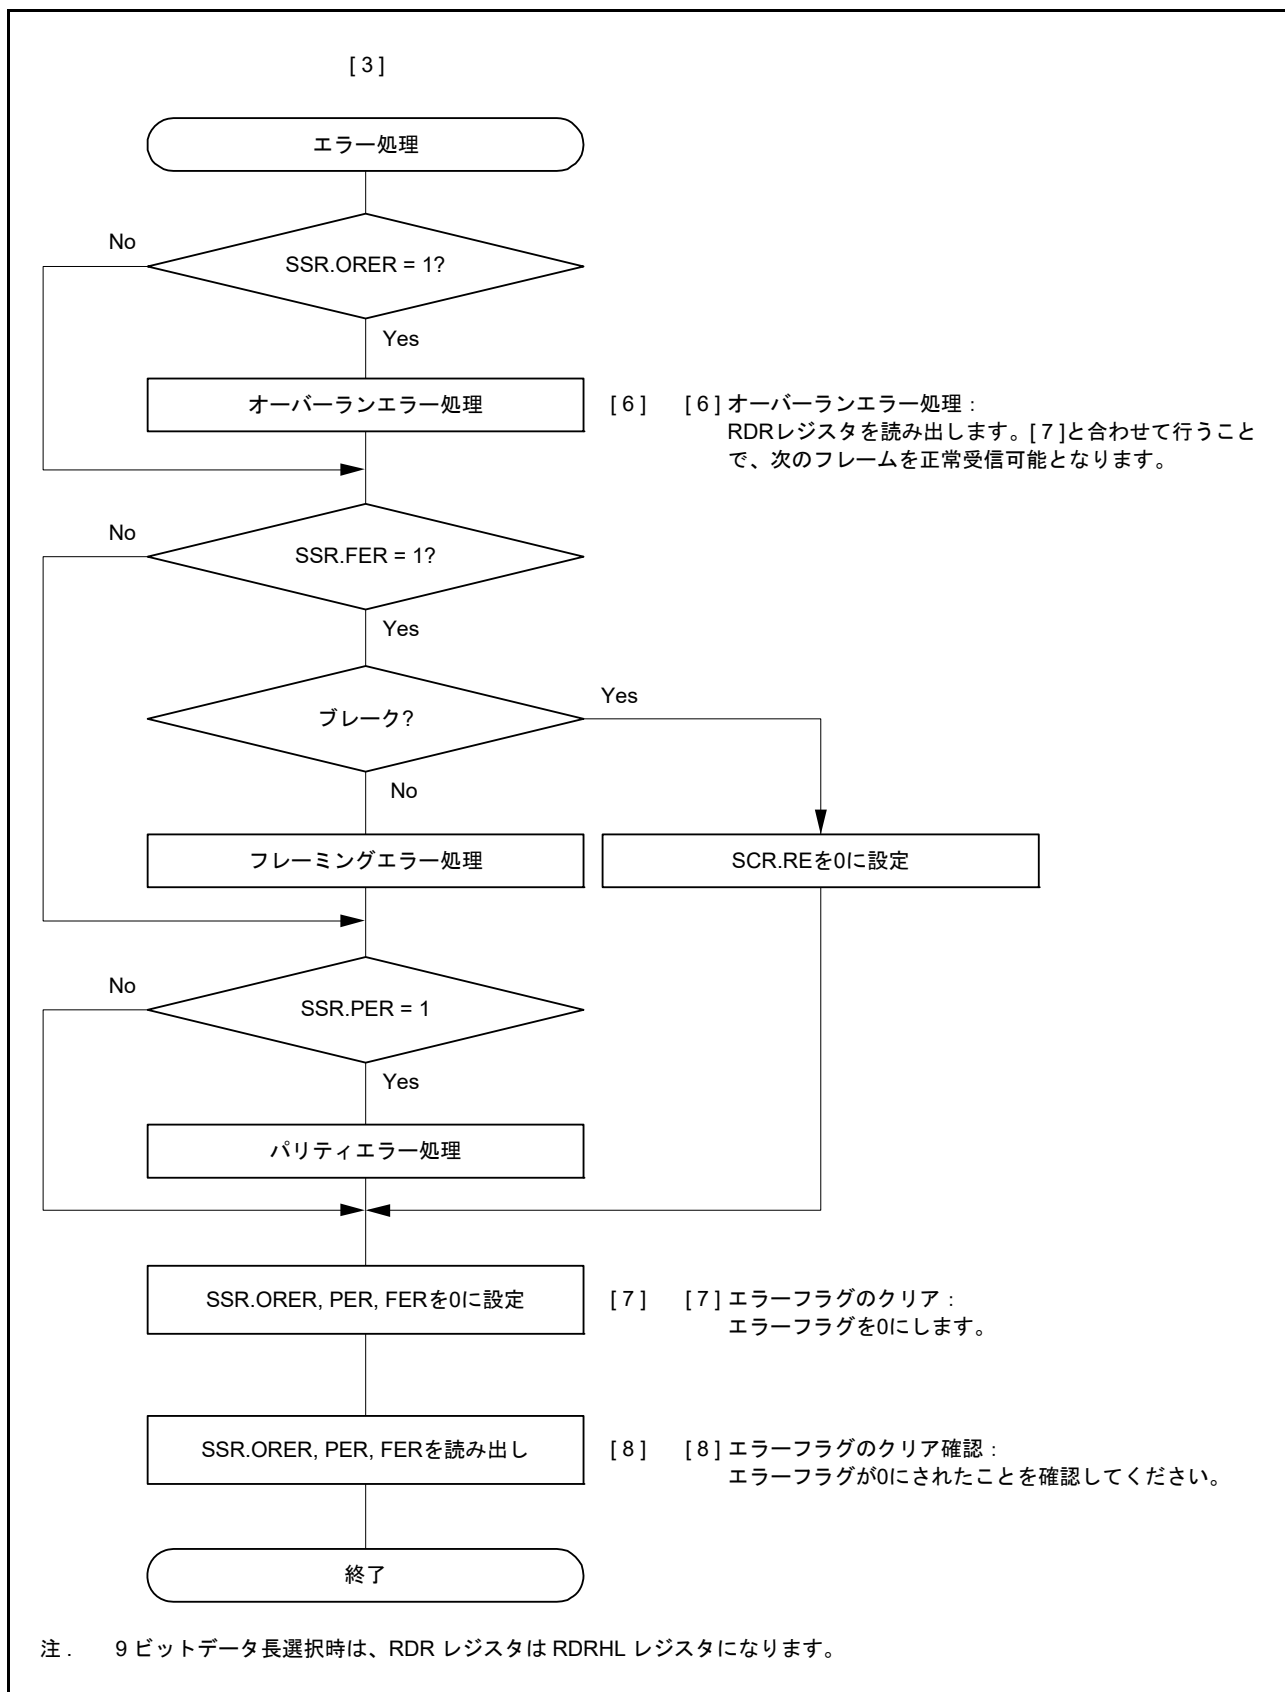 [ 3 ]
エラー処理
No
SSR.ORER = 1?
Yes
オーバーランエラー処理
[ 6 ]
[ 6 ] オーバーランエラー処理：
RDRレジスタを読み出します。[ 7 ]と合わせて行うこと
で、次のフレームを正常受信可能となります。
No
SSR.FER = 1?
Yes
ブレーク?
Yes
No
フレーミングエラー処理
SCR.REを0に設定
No
SSR.PER = 1
Yes
パリティエラー処理
SSR.ORER, PER, FERを0に設定
[ 7 ]
[ 7 ] エラーフラグのクリア：
エラーフラグを0にします。
SSR.ORER, PER, FERを読み出し
[ 8 ]
[ 8 ] エラーフラグのクリア確認：
エラーフラグが0にされたことを確認してください。
終了
注 . 9 ビットデータ長選択時は、RDR レジスタは RDRHL レジスタになります。